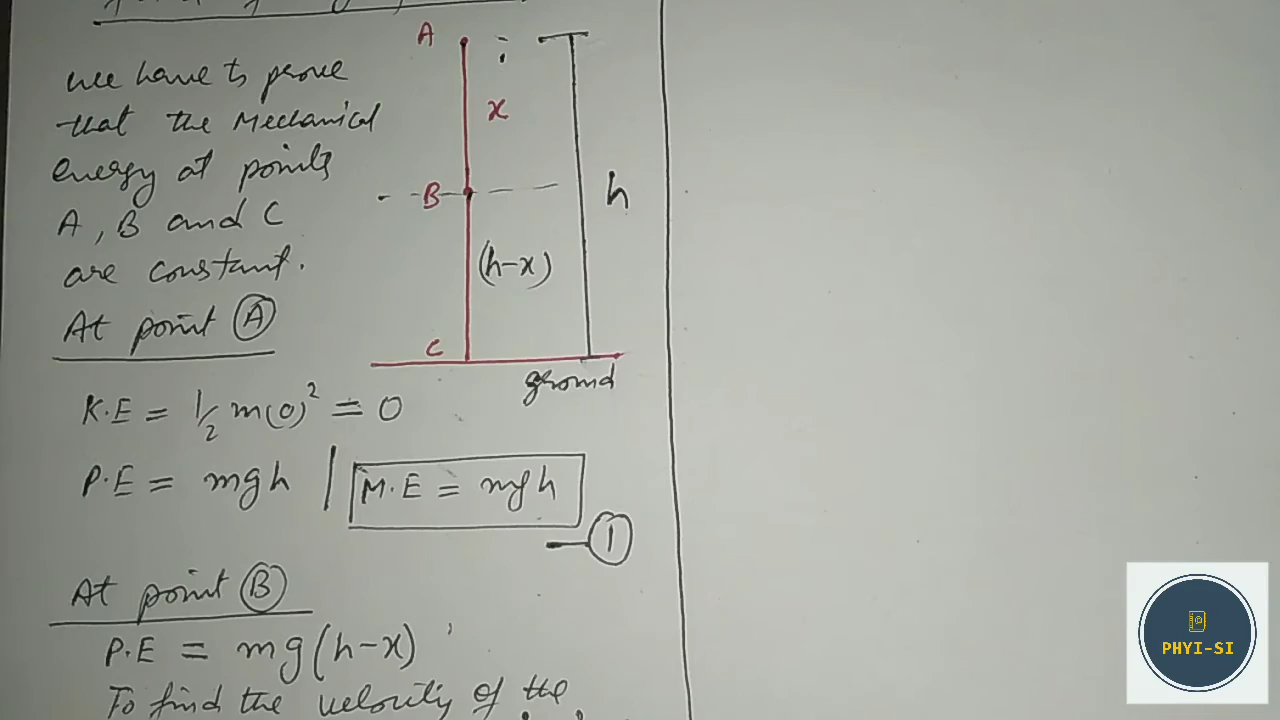 we have to prove
that the Mechanical
energy at points
A, B and C
are constant.
A
x
B
h
(h-x)
C
ground
At point A
K.E = 1/2 m(0)² = 0
P.E = mgh | M.E = mgh
1
At point B
P.E = mg(h-x)
To find the velocity of the
PHYI-SI